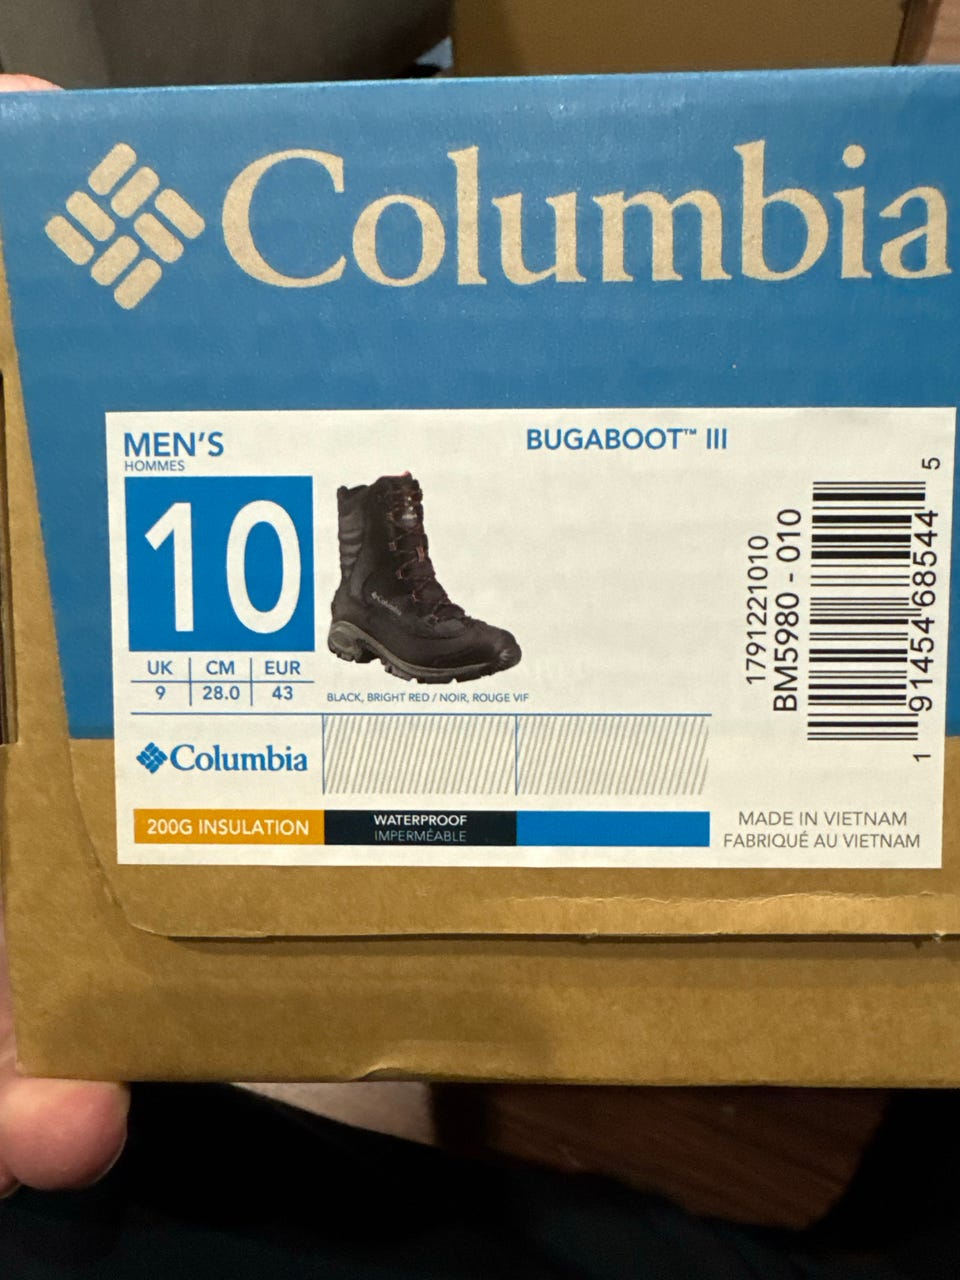 Columbia
MEN'S
HOMMES
BUGABOOT™ III
10
UK CM EUR
9 28.0 43
Columbia
BLACK, BRIGHT RED / NOIR, ROUGE VIF
1791221010
BM5980 - 010
1 91454 68544 5
Columbia
200G INSULATION
WATERPROOF
IMPERMÉABLE
MADE IN VIETNAM
FABRIQUÉ AU VIETNAM